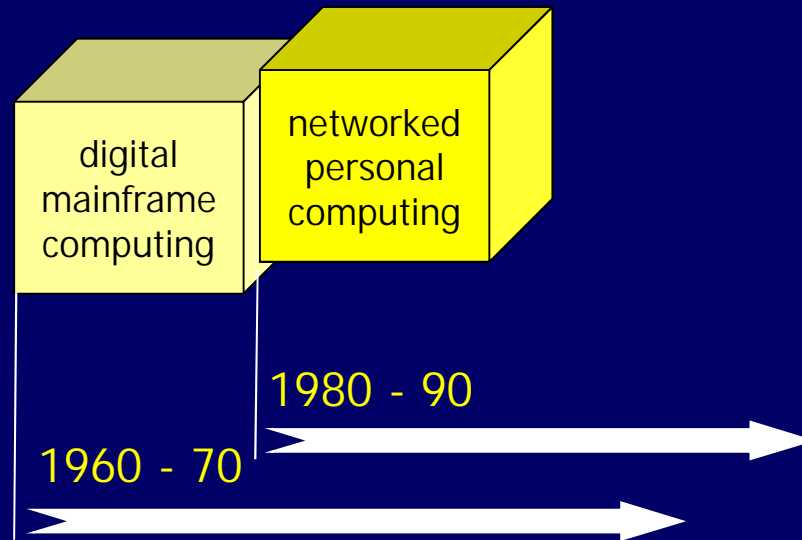 digital
mainframe
computing
networked
personal
computing
1980 - 90
1960 - 70